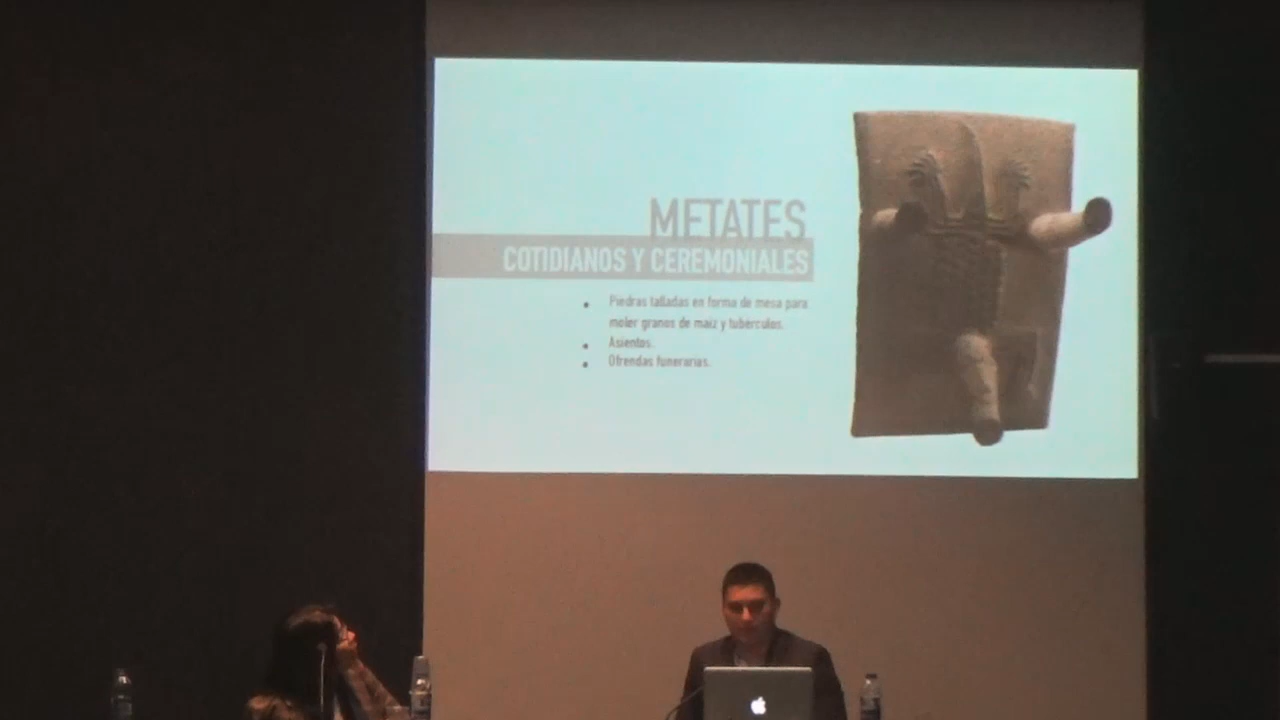 METATES
COTIDIANOS Y CEREMONIALES
• Piedras talladas en forma de mesa para
moler granos de maíz y tubérculos.
• Asientos.
• Ofrendas funerarias.